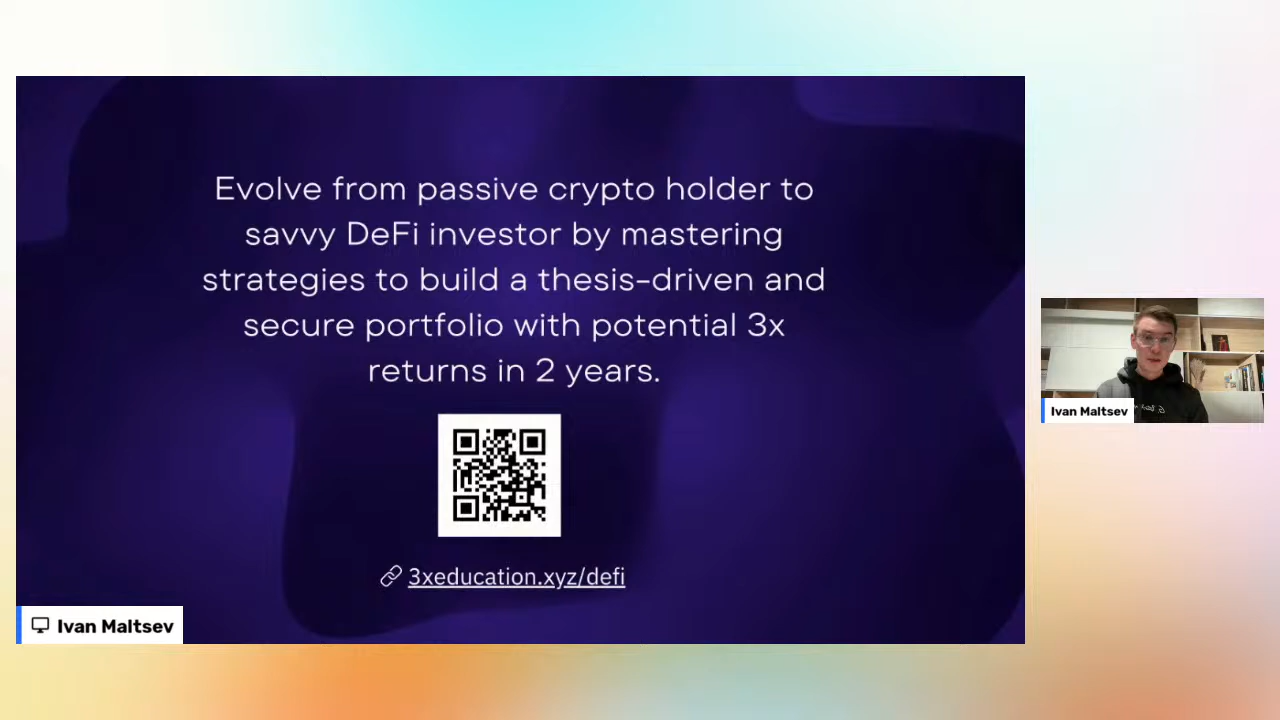 Evolve from passive crypto holder to
savvy DeFi investor by mastering
strategies to build a thesis-driven and
secure portfolio with potential 3x
returns in 2 years.
3xeducation.xyz/defi
Ivan Maltsev
Ivan Maltsev